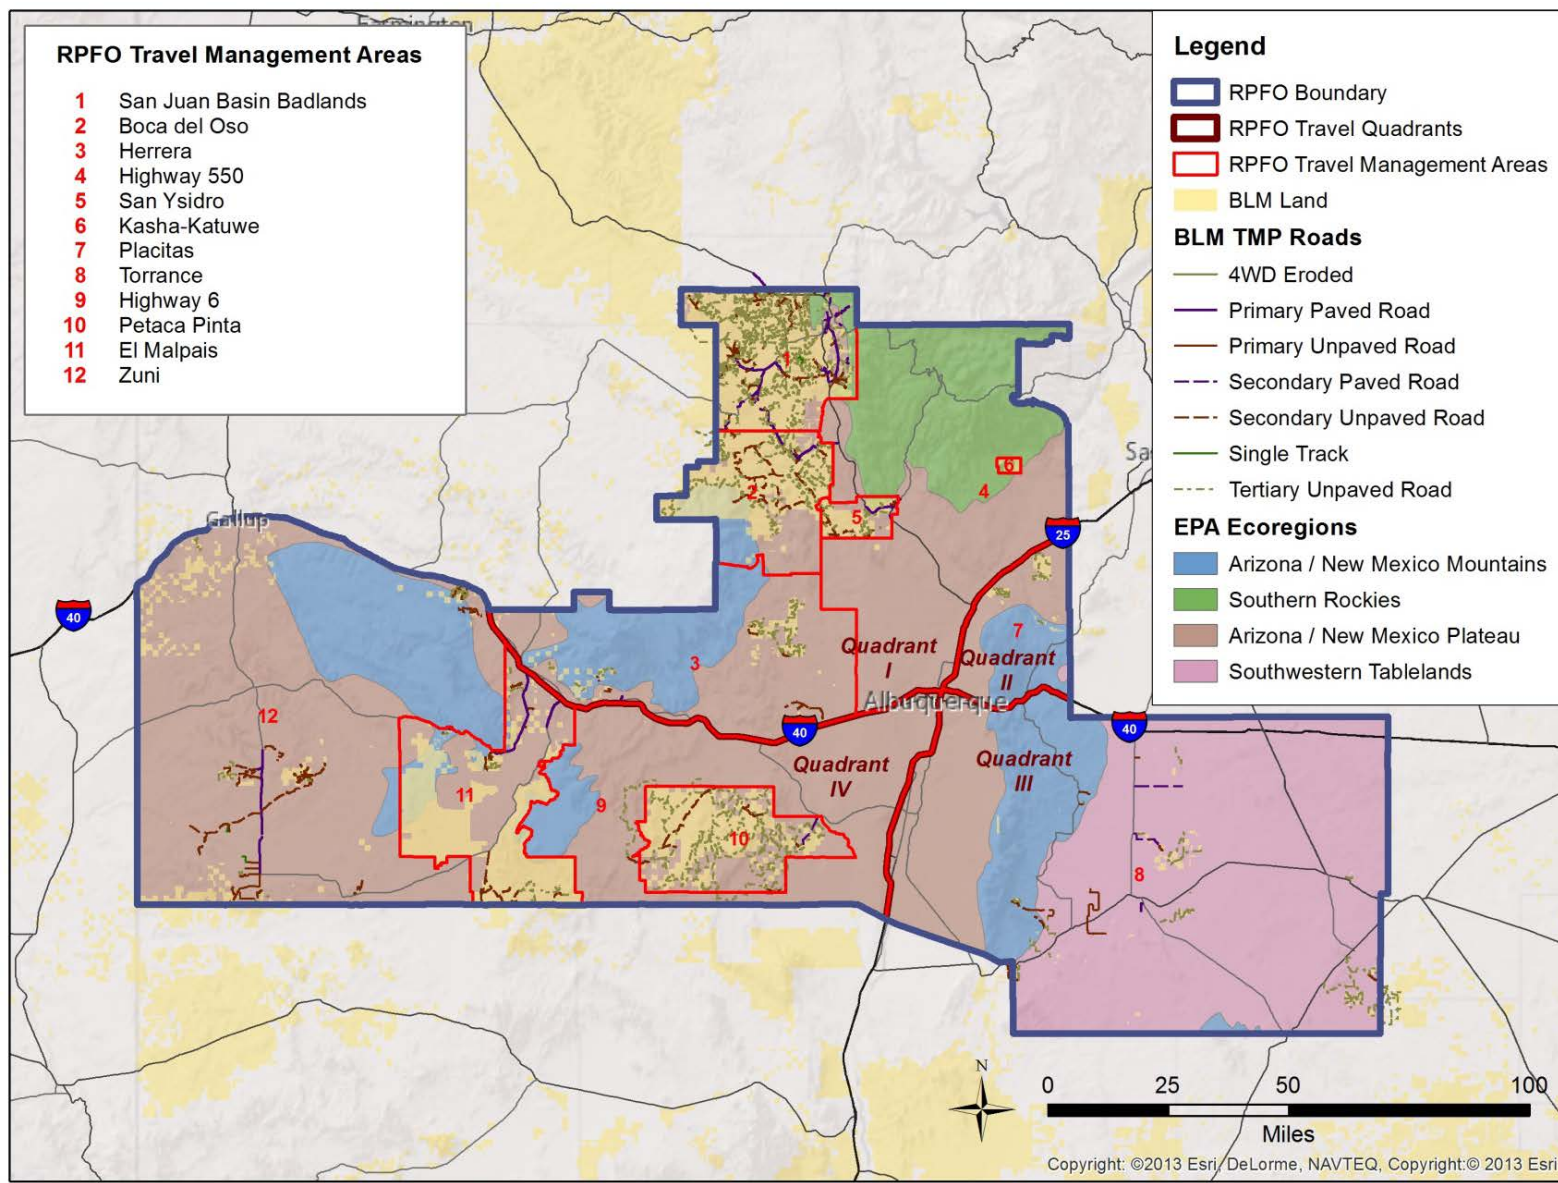 Farmington
RPFO Travel Management Areas
1 San Juan Basin Badlands
2 Boca del Oso
3 Herrera
4 Highway 550
5 San Ysidro
6 Kasha-Katuwe
7 Placitas
8 Torrance
9 Highway 6
10 Petaca Pinta
11 El Malpais
12 Zuni
Legend
RPFO Boundary
RPFO Travel Quadrants
RPFO Travel Management Areas
BLM Land
BLM TMP Roads
4WD Eroded
Primary Paved Road
Primary Unpaved Road
Secondary Paved Road
Secondary Unpaved Road
Single Track
Tertiary Unpaved Road
EPA Ecoregions
Arizona / New Mexico Mountains
Southern Rockies
Arizona / New Mexico Plateau
Southwestern Tablelands
1
Sa
6
2
4
5
Gallup
25
40
7
Quadrant
I
Quadrant
II
3
Albuquerque
12
40
40
Quadrant
IV
Quadrant
III
2
11
9
10
8
N
0 25 50 100
Miles
Copyright: ©2013 Esri, DeLorme, NAVTEQ, Copyright:© 2013 Esri